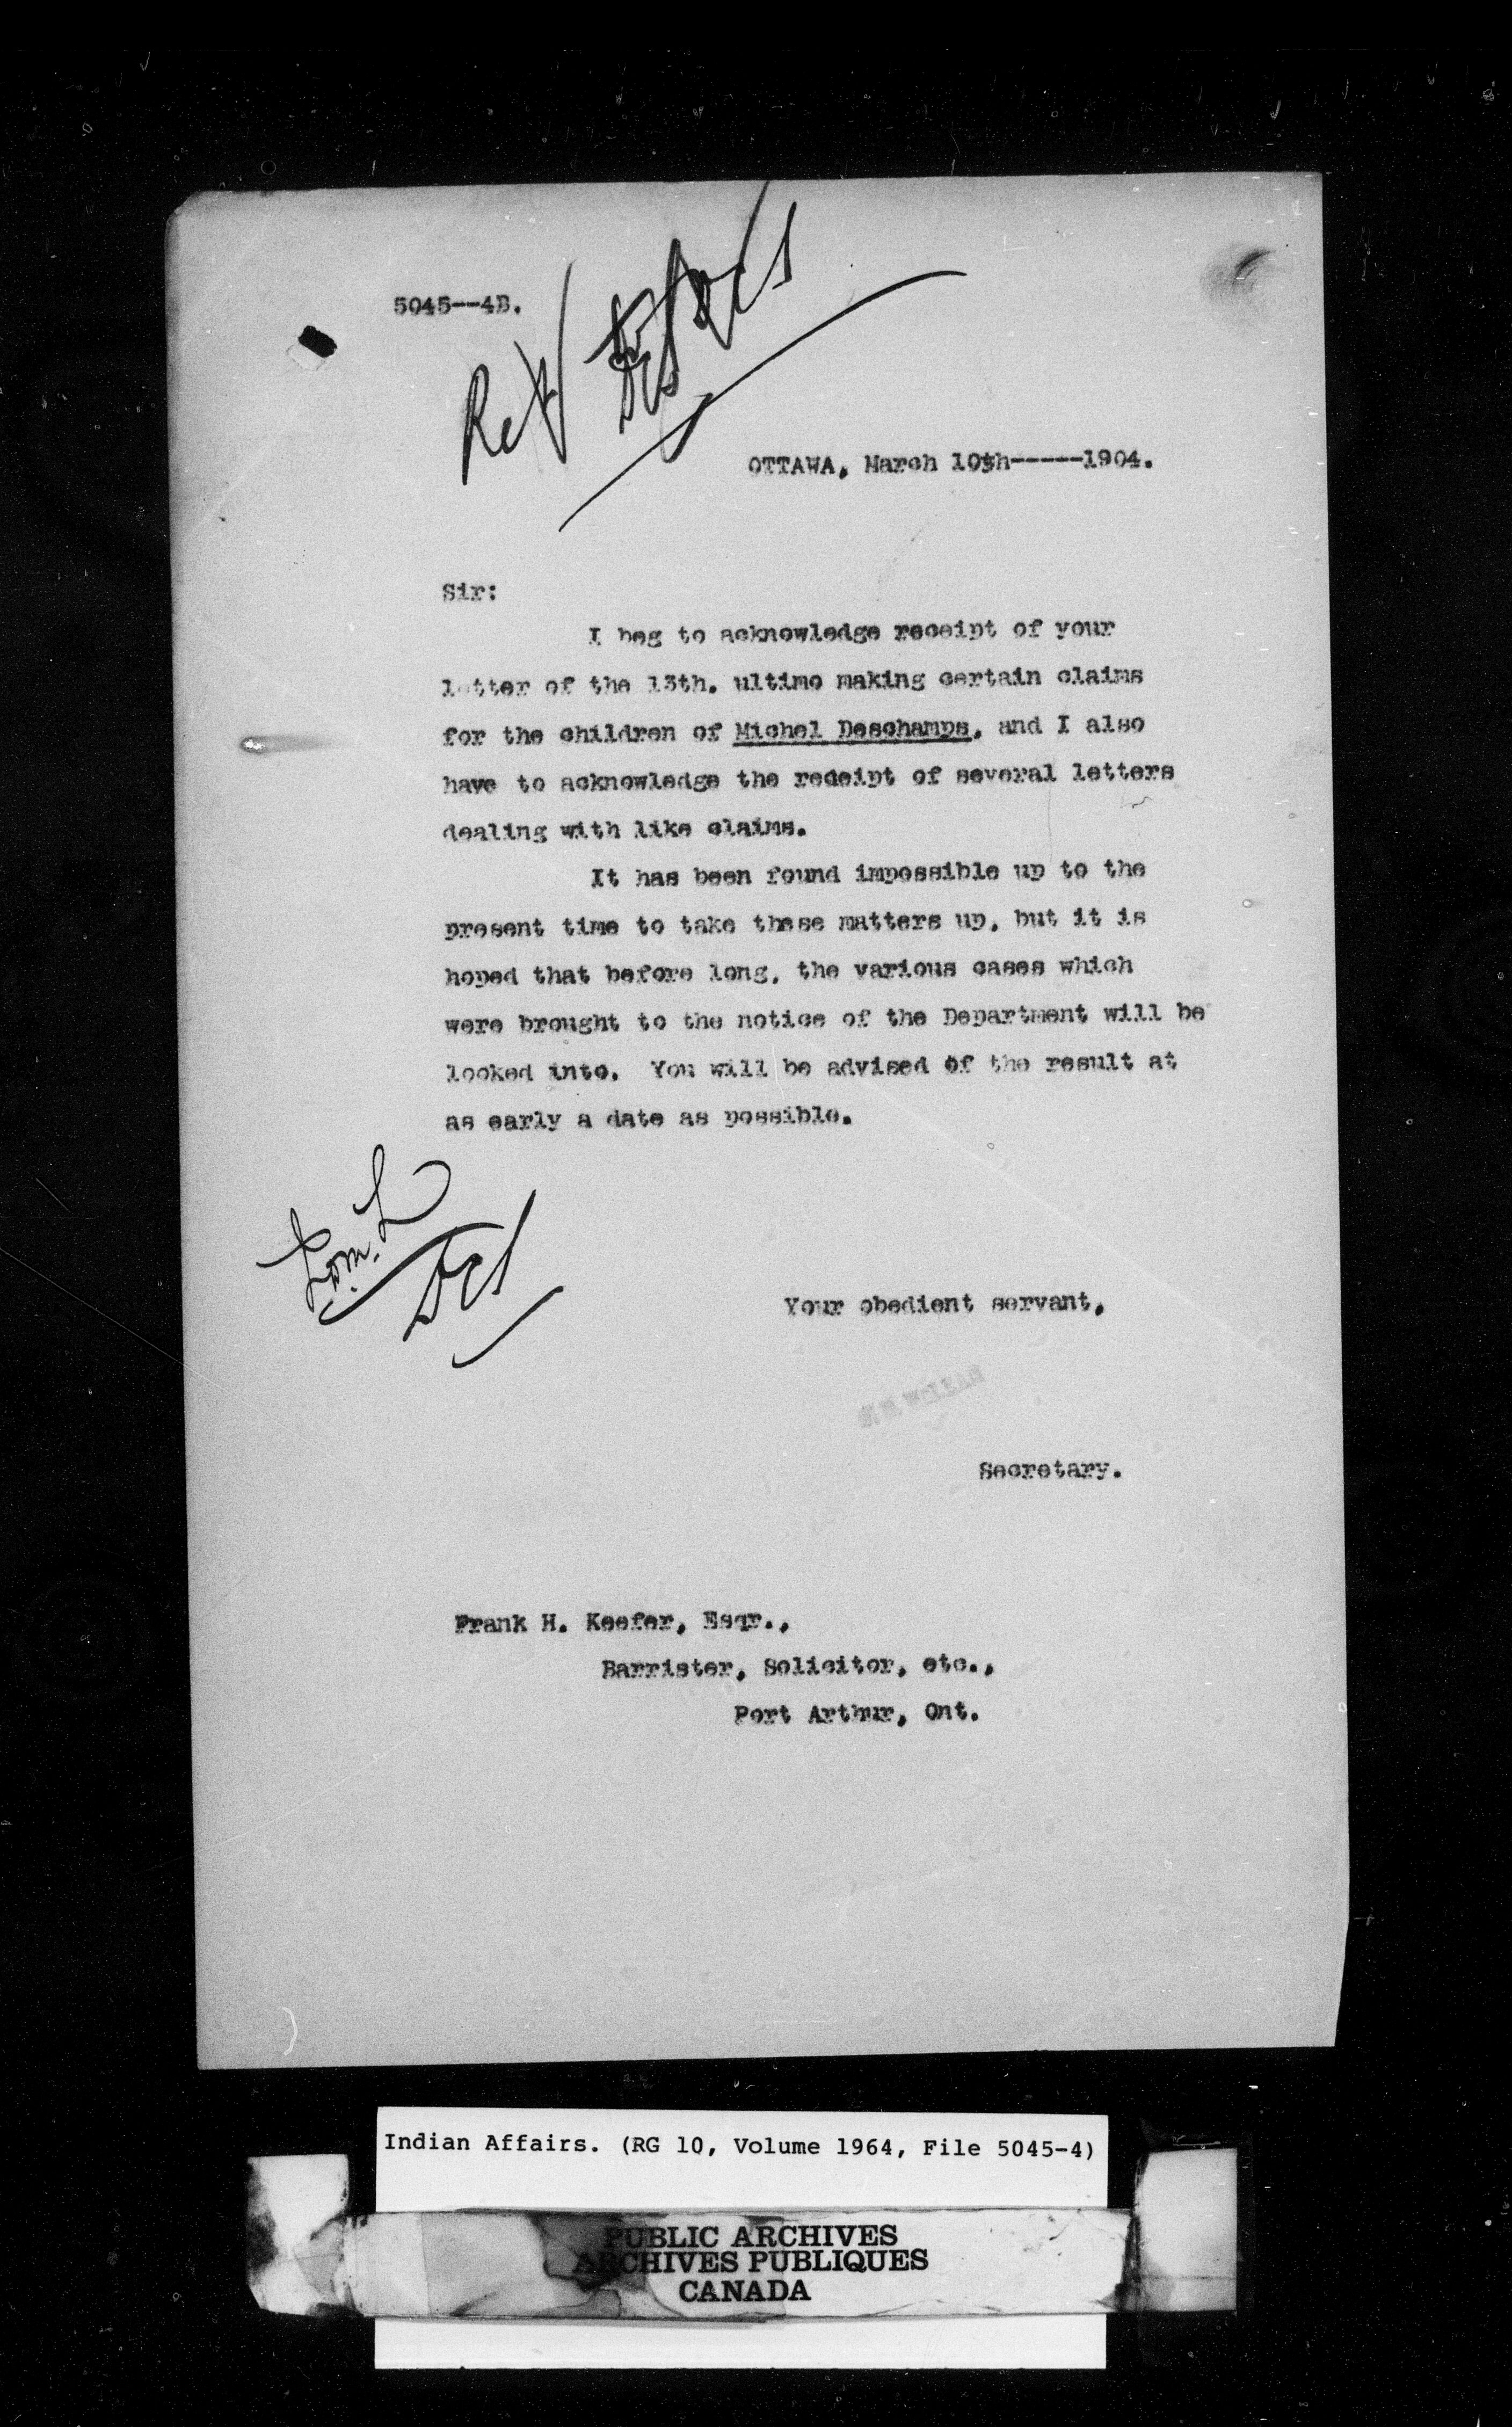 5045--4B.
OTTAWA, March 10th-----1904.
Sir:
I beg to acknowledge receipt of your
letter of the 13th. ultimo making certain claims
for the children of Michel Deschamps, and I also
have to acknowledge the receipt of several letters
dealing with like claims.
It has been found impossible up to the
present time to take these matters up, but it is
hoped that before long, the various cases which
were brought to the notice of the Department will be
looked into. You will be advised of the result at
as early a date as possible.
Your obedient servant,
Secretary.
Frank H. Keefer, Esqr.,
Barrister, Solicitor, etc.,
Port Arthur, Ont.
Indian Affairs. (RG 10, Volume 1964, File 5045-4)
PUBLIC ARCHIVES
ARCHIVES PUBLIQUES
CANADA